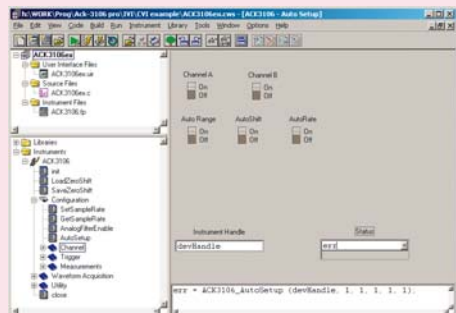 h:\WORK\Prog\Ack-3106 pro\IVI\CVI example\ACK3106ex.cws - [ACK3106 - Auto Setup]
File Edit View Code Build Run Instrument Library Tools Window Options Help
ACK3106ex
User Interface Files
ACK3106ex.uir
Source Files
ACK3106ex.c
Instrument Files
ACK3106.fp
Libraries
Instruments
ACK3106
init
LoadZeroShift
SaveZeroShift
Configuration
SetSampleRate
GetSampleRate
AnalogFilterEnable
AutoSetup
Channel
Trigger
Measurements
Waveform Acquisition
Utility
close
Channel A
On
Off
Channel B
On
Off
Auto Range
On
Off
AutoShift
On
Off
AutoRate
On
Off
Instrument Handle
devHandle
Status
err
err = ACK3106_AutoSetup (devHandle, 1, 1, 1, 1, 1);